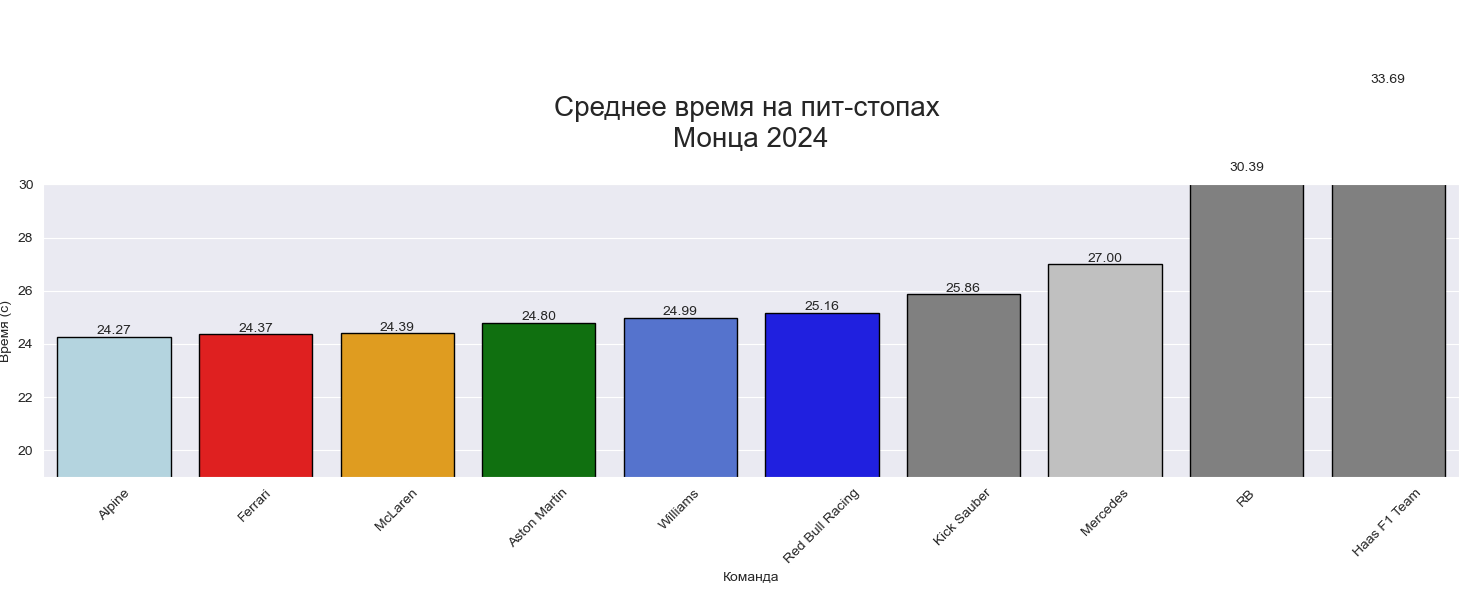 33.69
Среднее время на пит-стопах
Монца 2024
30.39
30
28
26
24
22
20
Время (с)
24.27
24.37
24.39
24.80
24.99
25.16
25.86
27.00
Alpine
Ferrari
McLaren
Aston Martin
Williams
Red Bull Racing
Kick Sauber
Mercedes
RB
Haas F1 Team
Команда